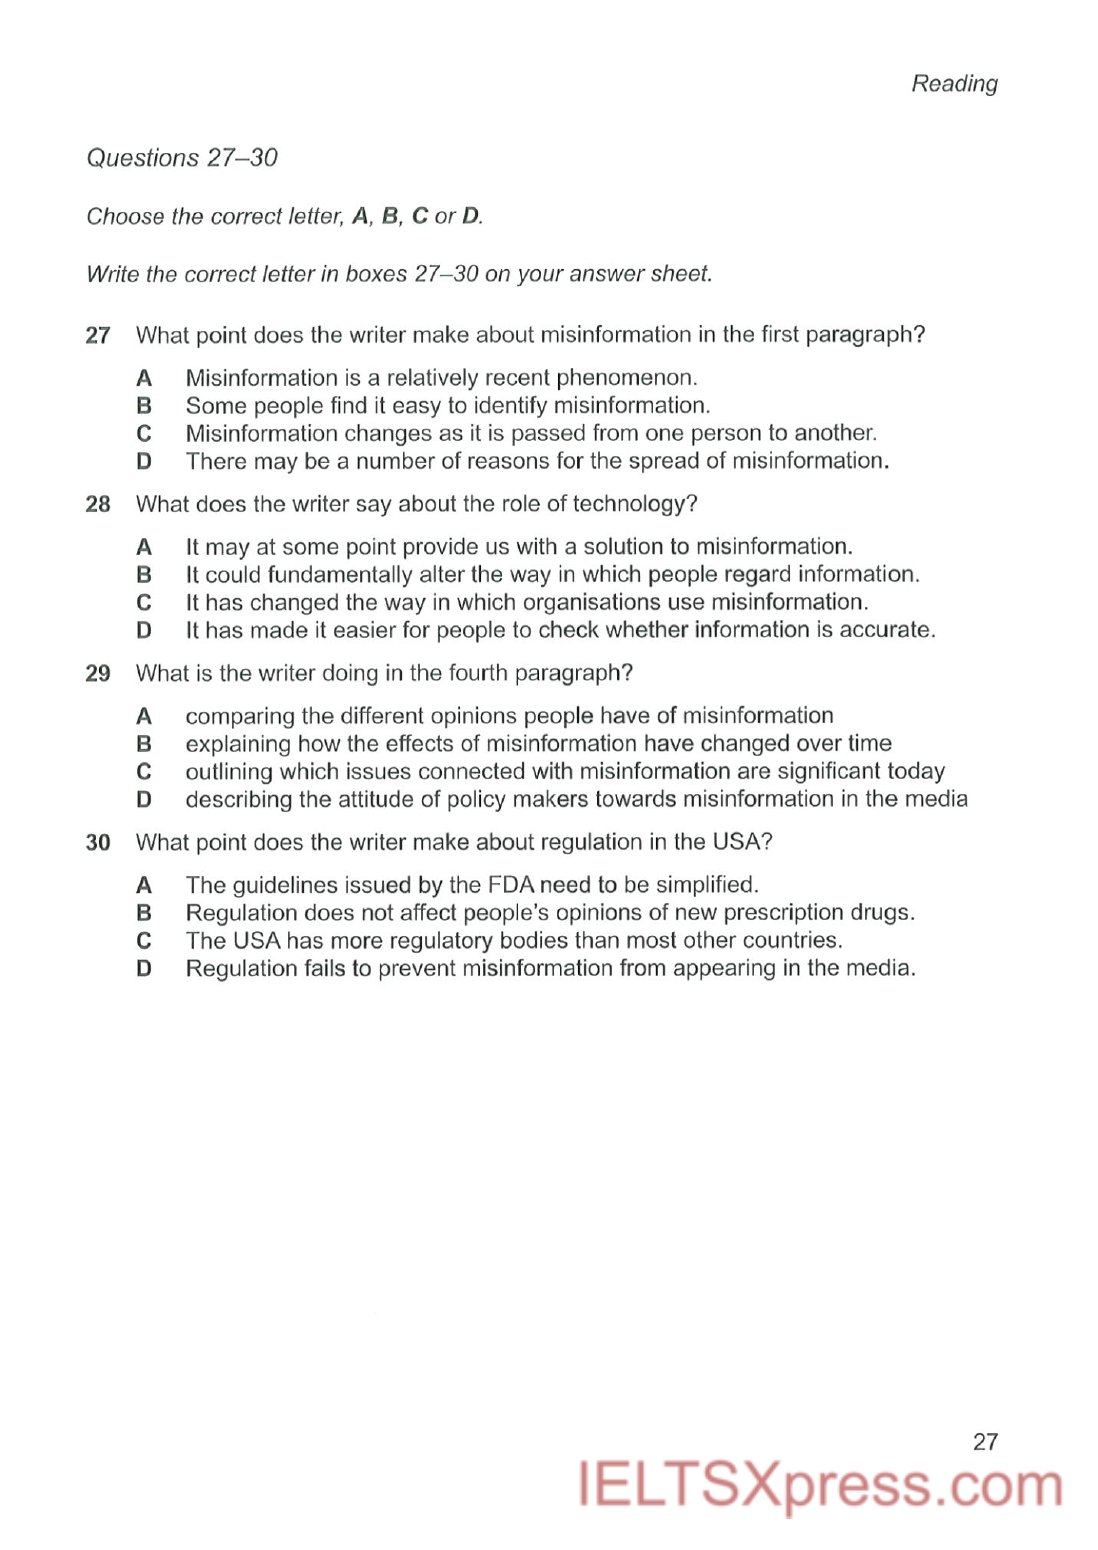 Reading
Questions 27–30
Choose the correct letter, A, B, C or D.
Write the correct letter in boxes 27–30 on your answer sheet.
27 What point does the writer make about misinformation in the first paragraph?
A Misinformation is a relatively recent phenomenon.
B Some people find it easy to identify misinformation.
C Misinformation changes as it is passed from one person to another.
D There may be a number of reasons for the spread of misinformation.
28 What does the writer say about the role of technology?
A It may at some point provide us with a solution to misinformation.
B It could fundamentally alter the way in which people regard information.
C It has changed the way in which organisations use misinformation.
D It has made it easier for people to check whether information is accurate.
29 What is the writer doing in the fourth paragraph?
A comparing the different opinions people have of misinformation
B explaining how the effects of misinformation have changed over time
C outlining which issues connected with misinformation are significant today
D describing the attitude of policy makers towards misinformation in the media
30 What point does the writer make about regulation in the USA?
A The guidelines issued by the FDA need to be simplified.
B Regulation does not affect people's opinions of new prescription drugs.
C The USA has more regulatory bodies than most other countries.
D Regulation fails to prevent misinformation from appearing in the media.
27
IELTSXpress.com